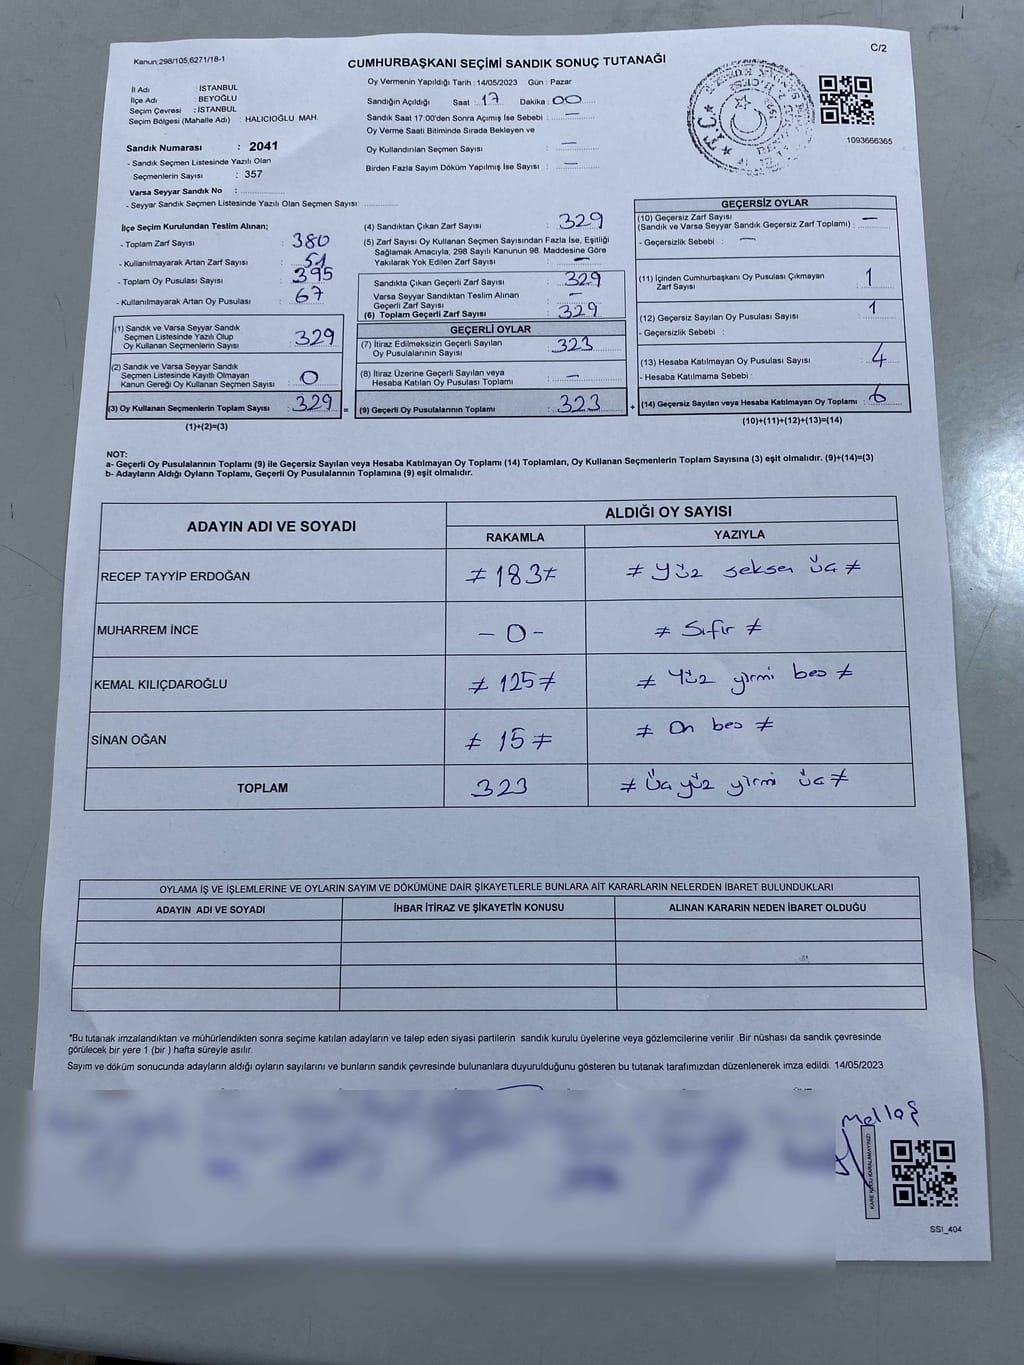 Kanun:298/105,6271/18-1
C/2
CUMHURBAŞKANI SEÇİMİ SANDIK SONUÇ TUTANAĞI
İl Adı : İSTANBUL
İlçe Adı : BEYOĞLU
Seçim Çevresi : İSTANBUL
Seçim Bölgesi (Mahalle Adı) : HALICIOĞLU MAH.
Sandık Numarası : 2041
- Sandık Seçmen Listesinde Yazılı Olan
Seçmenlerin Sayısı : 357
Varsa Seyyar Sandık No :
- Seyyar Sandık Seçmen Listesinde Yazılı Olan Seçmen Sayısı:
Oy Vermenin Yapıldığı Tarih : 14/05/2023 Gün : Pazar
Sandığın Açıldığı Saat : 17 Dakika : 00
Sandık Saat 17:00'den Sonra Açımış İse Sebebi : —
Oy Verme Saati Bitiminde Sırada Bekleyen ve
Oy Kullandırılan Seçmen Sayısı : —
Birden Fazla Sayım Döküm Yapılmış İse Sayısı : —
1093666365
İlçe Seçim Kurulundan Teslim Alınan;
- Toplam Zarf Sayısı : 380
- Kullanılmayarak Artan Zarf Sayısı : 51
- Toplam Oy Pusulası Sayısı : 395
- Kullanılmayarak Artan Oy Pusulası : 67
(1) Sandık ve Varsa Seyyar Sandık
Seçmen Listesinde Yazılı Olup
Oy Kullanan Seçmenlerin Sayısı : 329
(2) Sandık ve Varsa Seyyar Sandık
Seçmen Listesinde Kayıtlı Olmayan
Kanun Gereği Oy Kullanan Seçmen Sayısı : 0
(3) Oy Kullanan Seçmenlerin Toplam Sayısı : 329 =
(1)+(2)=(3)
(4) Sandıktan Çıkan Zarf Sayısı : 329
(5) Zarf Sayısı Oy Kullanan Seçmen Sayısından Fazla İse, Eşitliği
Sağlamak Amacıyla; 298 Sayılı Kanunun 98. Maddesine Göre
Yakılarak Yok Edilen Zarf Sayısı : —
Sandıkta Çıkan Geçerli Zarf Sayısı : 329
Varsa Seyyar Sandıktan Teslim Alınan
Geçerli Zarf Sayısı : —
(6) Toplam Geçerli Zarf Sayısı : 329
GEÇERLİ OYLAR
(7) İtiraz Edilmeksizin Geçerli Sayılan
Oy Pusulalarının Sayısı : 323
(8) İtiraz Üzerine Geçerli Sayılan veya
Hesaba Katılan Oy Pusulası Toplamı : —
(9) Geçerli Oy Pusulalarının Toplamı : 323 +
GEÇERSİZ OYLAR
(10) Geçersiz Zarf Sayısı
(Sandık ve Varsa Seyyar Sandık Geçersiz Zarf Toplamı) : —
- Geçersizlik Sebebi : —
(11) İçinden Cumhurbaşkanı Oy Pusulası Çıkmayan
Zarf Sayısı : 1
(12) Geçersiz Sayılan Oy Pusulası Sayısı : 1
- Geçersizlik Sebebi :
(13) Hesaba Katılmayan Oy Pusulası Sayısı : 4
- Hesaba Katılmama Sebebi :
(14) Geçersiz Sayılan veya Hesaba Katılmayan Oy Toplamı : 6
(10)+(11)+(12)+(13)=(14)
NOT:
a- Geçerli Oy Pusulalarının Toplamı (9) ile Geçersiz Sayılan veya Hesaba Katılmayan Oy Toplamı (14) Toplamları, Oy Kullanan Seçmenlerin Toplam Sayısına (3) eşit olmalıdır. (9)+(14)=(3)
b- Adayların Aldığı Oyların Toplamı, Geçerli Oy Pusulalarının Toplamına (9) eşit olmalıdır.
ADAYIN ADI VE SOYADI
ALDIĞI OY SAYISI
RAKAMLA YAZIYLA
RECEP TAYYİP ERDOĞAN ≠ 183 ≠ ≠ Yüz seksen üç ≠
MUHARREM İNCE - 0 - ≠ Sıfır ≠
KEMAL KILIÇDAROĞLU ≠ 125 ≠ ≠ Yüz yirmi beş ≠
SİNAN OĞAN ≠ 15 ≠ ≠ On beş ≠
TOPLAM 323 ≠ Üçyüz yirmi üç ≠
OYLAMA İŞ VE İŞLEMLERİNE VE OYLARIN SAYIM VE DÖKÜMÜNE DAİR ŞİKAYETLERLE BUNLARA AİT KARARLARIN NELERDEN İBARET BULUNDUKLARI
ADAYIN ADI VE SOYADI İHBAR İTİRAZ VE ŞİKAYETİN KONUSU ALINAN KARARIN NEDEN İBARET OLDUĞU
*Bu tutanak imzalandıktan ve mühürlendikten sonra seçime katılan adayların ve talep eden siyasi partilerin sandık kurulu üyelerine veya gözlemcilerine verilir .Bir nüshası da sandık çevresinde
görülecek bir yere 1 (bir ) hafta süreyle asılır.
Sayım ve döküm sonucunda adayların aldığı oyların sayılarını ve bunların sandık çevresinde bulunanlara duyurulduğunu gösteren bu tutanak tarafımızdan düzenlenerek imza edildi. 14/05/2023
KARE KODU KARALAMAYINIZ!
SSI_404